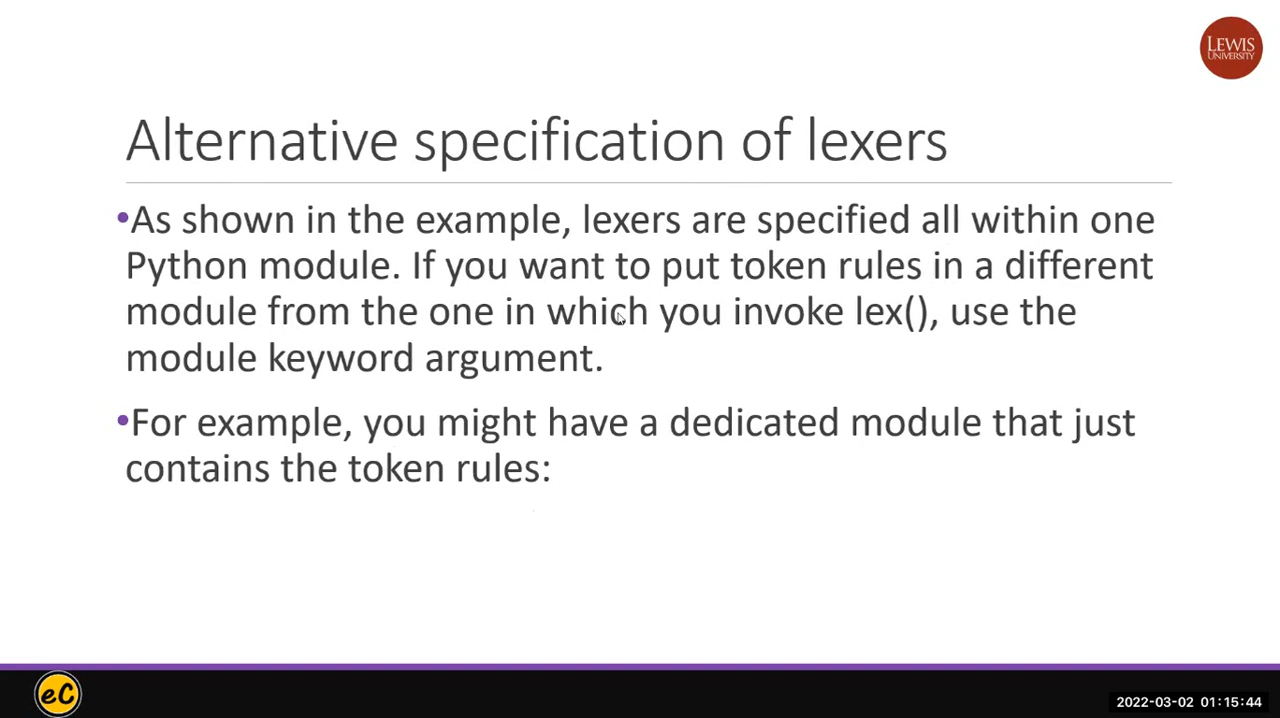 LEWIS
UNIVERSITY
Alternative specification of lexers
•As shown in the example, lexers are specified all within one
Python module. If you want to put token rules in a different
module from the one in which you invoke lex(), use the
module keyword argument.
•For example, you might have a dedicated module that just
contains the token rules:
eC
2022-03-02 01:15:44